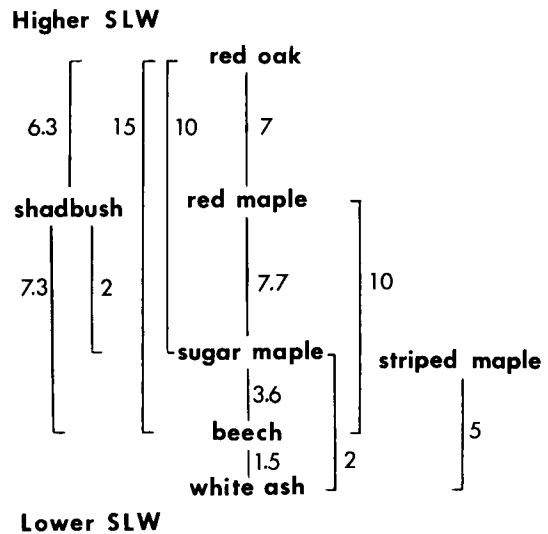 Higher SLW
red oak
6.3 15 10 7
shadbush red maple
7.3 2 7.7 10
sugar maple striped maple
3.6
beech 5
1.5 2
white ash
Lower SLW